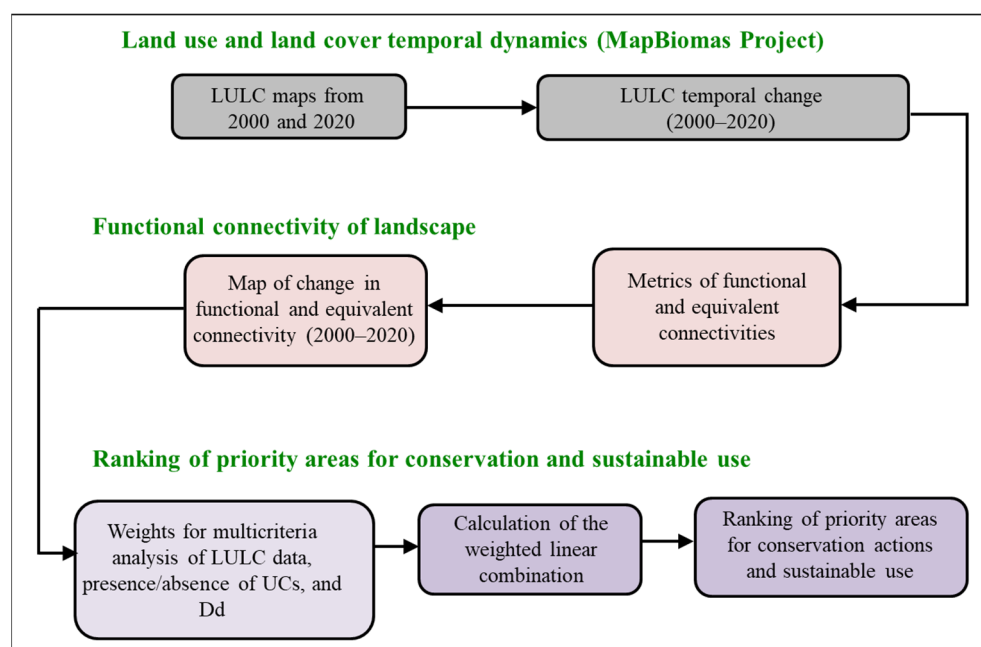 Land use and land cover temporal dynamics (MapBiomas Project)
LULC maps from
2000 and 2020
LULC temporal change
(2000–2020)
Functional connectivity of landscape
Map of change in
functional and equivalent
connectivity (2000–2020)
Metrics of functional
and equivalent
connectivities
Ranking of priority areas for conservation and sustainable use
Weights for multicriteria
analysis of LULC data,
presence/absence of UCs, and
Dd
Calculation of the
weighted linear
combination
Ranking of priority areas
for conservation actions
and sustainable use